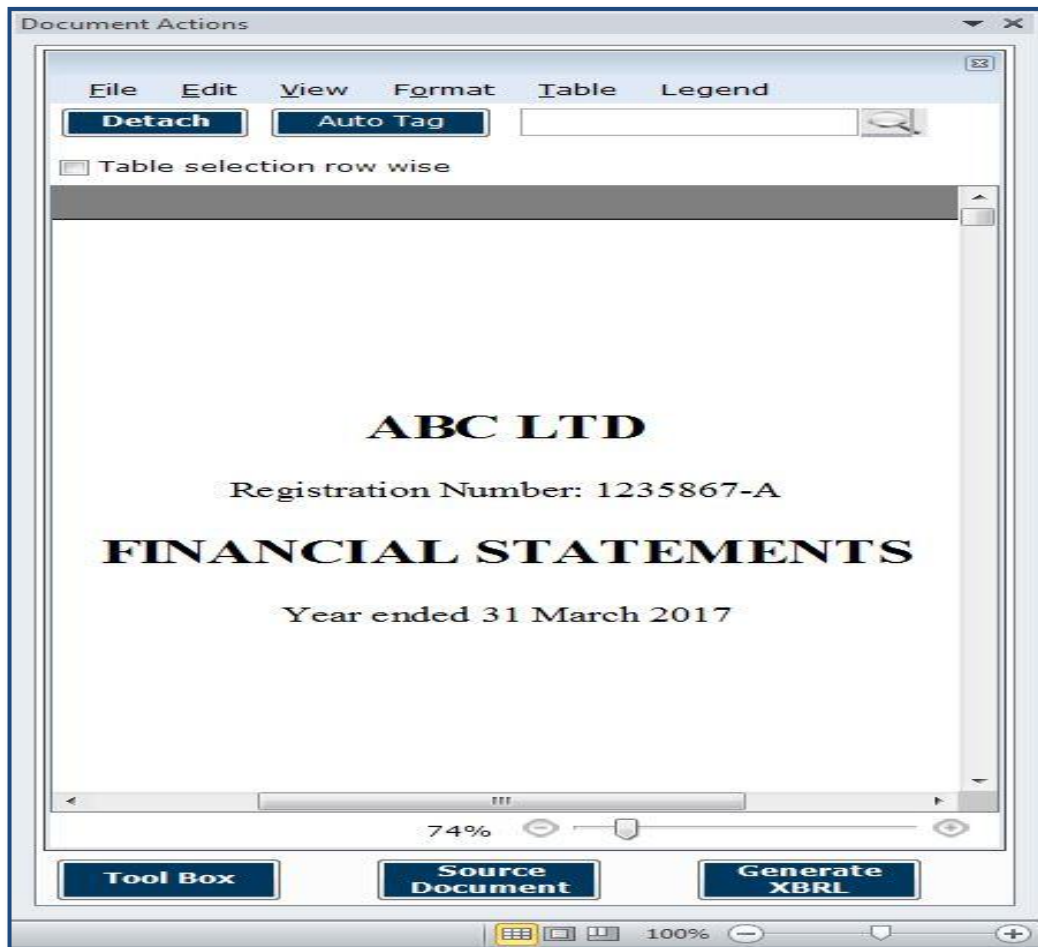 Document Actions
File Edit View Format Table Legend
Detach Auto Tag
Table selection row wise
ABC LTD
Registration Number: 1235867-A
FINANCIAL STATEMENTS
Year ended 31 March 2017
74%
Tool Box Source Document Generate XBRL
100%